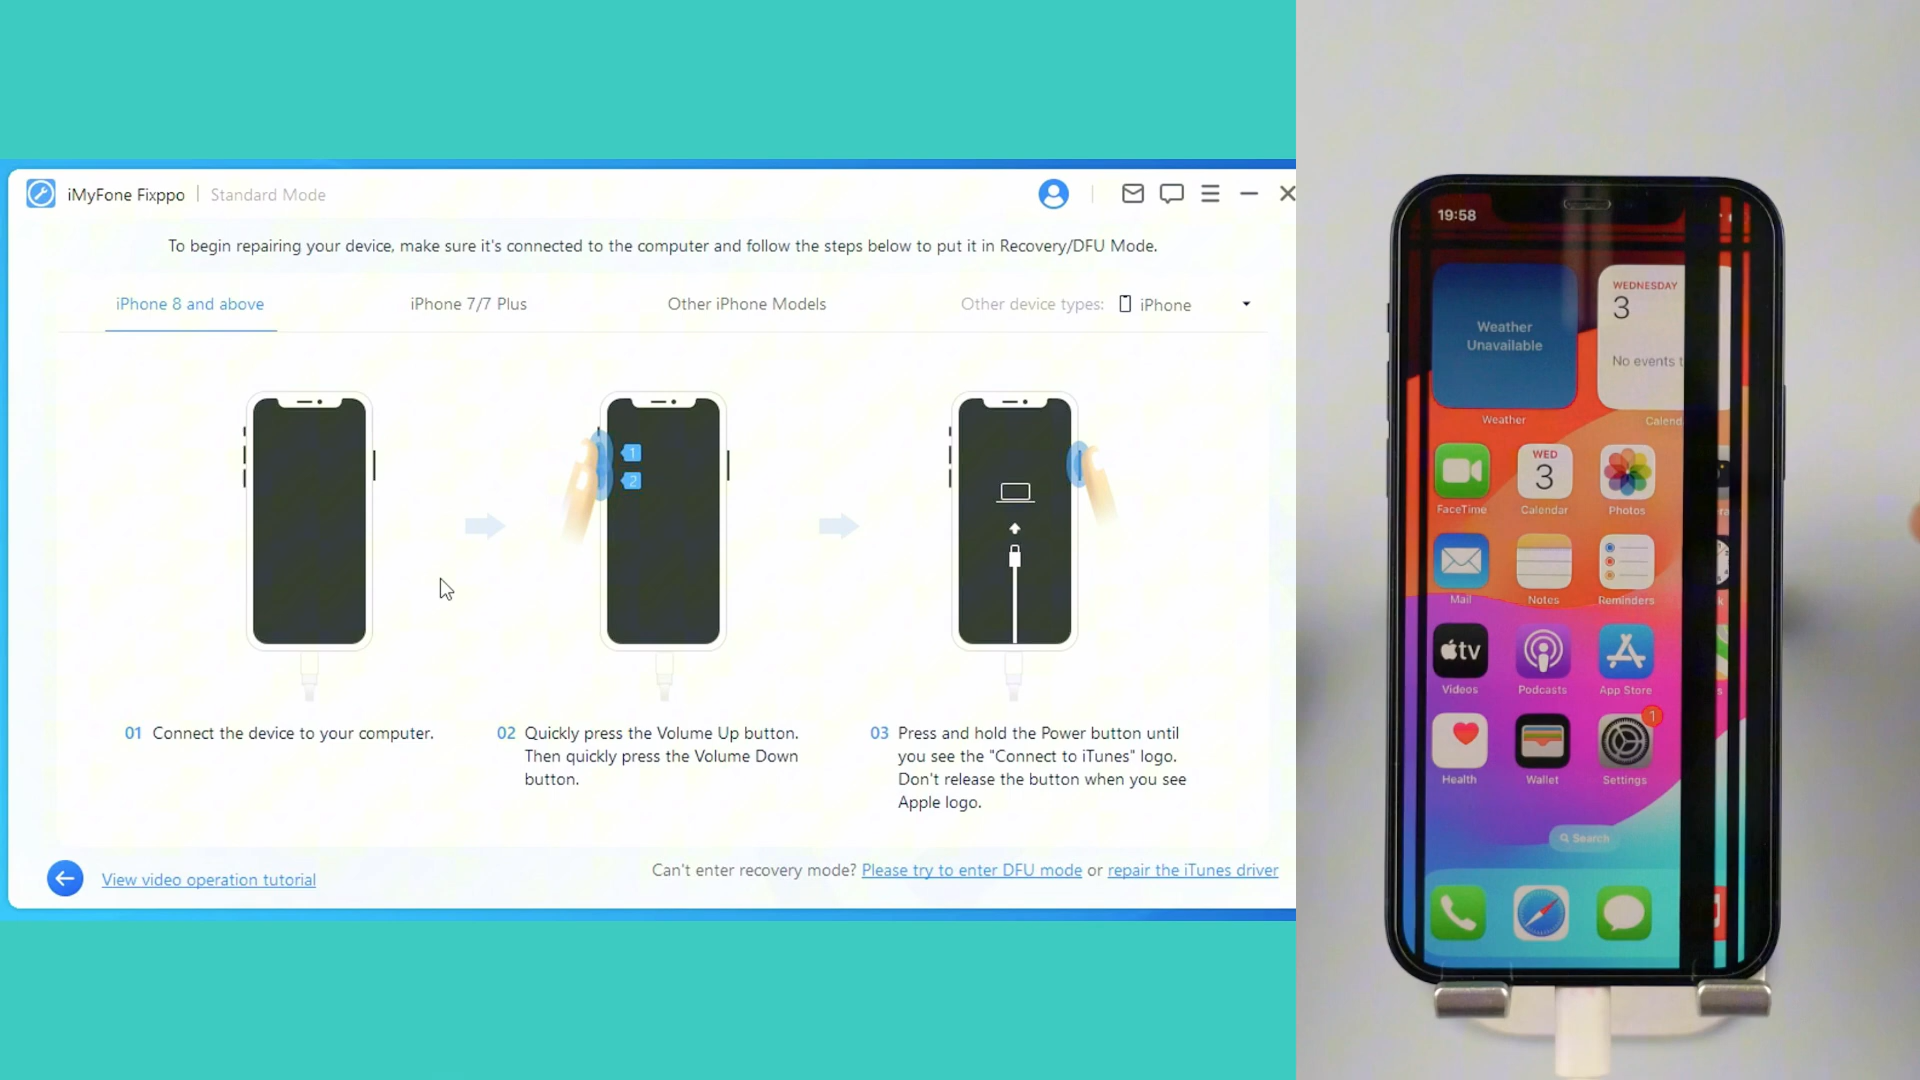 iMyFone Fixppo | Standard Mode
To begin repairing your device, make sure it's connected to the computer and follow the steps below to put it in Recovery/DFU Mode.
iPhone 8 and above
iPhone 7/7 Plus
Other iPhone Models
Other device types: iPhone
1
2
01 Connect the device to your computer.
02 Quickly press the Volume Up button.
Then quickly press the Volume Down
button.
03 Press and hold the Power button until
you see the "Connect to iTunes" logo.
Don't release the button when you see
Apple logo.
View video operation tutorial
Can't enter recovery mode? Please try to enter DFU mode or repair the iTunes driver
19:58
Weather
Unavailable
Weather
WEDNESDAY
3
No events t
Calend
FaceTime
WED
3
Calendar
Photos
Mail
Notes
Reminders
tv
Videos
Podcasts
App Store
Health
Wallet
1
Settings
Search